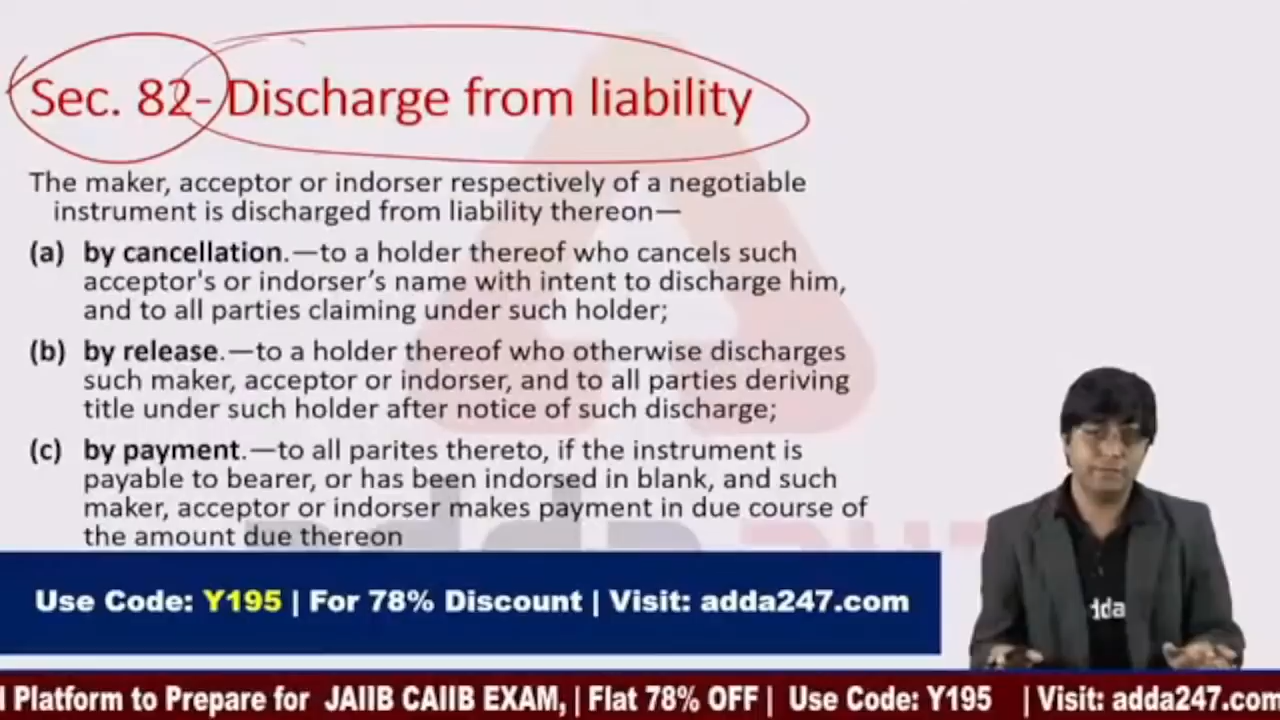 Sec. 82- Discharge from liability
The maker, acceptor or indorser respectively of a negotiable
instrument is discharged from liability thereon—
(a) by cancellation.—to a holder thereof who cancels such
acceptor's or indorser’s name with intent to discharge him,
and to all parties claiming under such holder;
(b) by release.—to a holder thereof who otherwise discharges
such maker, acceptor or indorser, and to all parties deriving
title under such holder after notice of such discharge;
(c) by payment.—to all parites thereto, if the instrument is
payable to bearer, or has been indorsed in blank, and such
maker, acceptor or indorser makes payment in due course of
the amount due thereon
Use Code: Y195 | For 78% Discount | Visit: adda247.com
dda
l Platform to Prepare for JAIIB CAIIB EXAM, | Flat 78% OFF | Use Code: Y195 | Visit: adda247.com